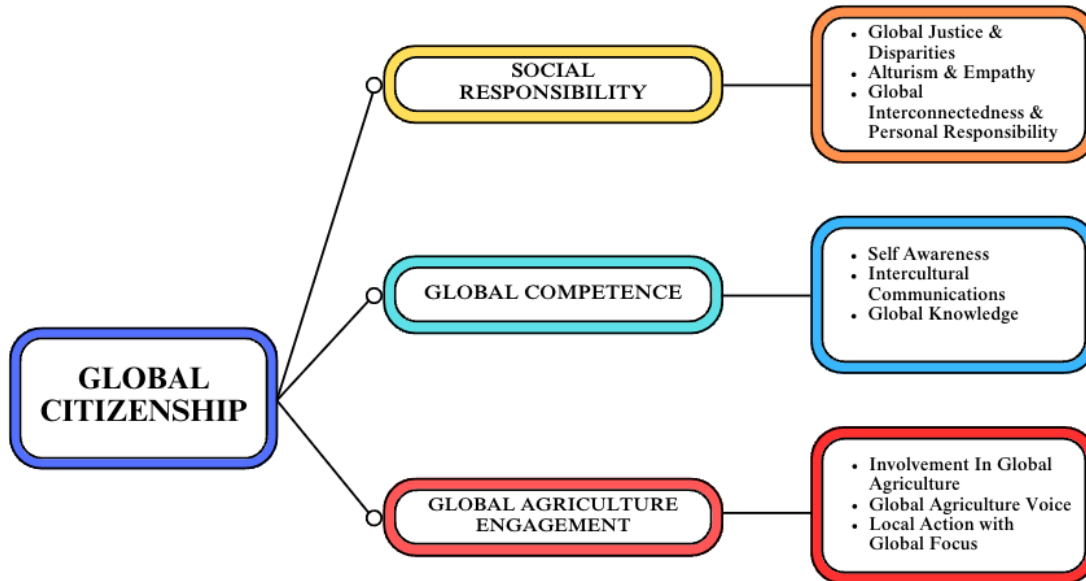 GLOBAL
CITIZENSHIP
SOCIAL
RESPONSIBILITY
• Global Justice &
Disparities
• Alturism & Empathy
• Global
Interconnectedness &
Personal Responsibility
GLOBAL COMPETENCE
• Self Awareness
• Intercultural
Communications
• Global Knowledge
GLOBAL AGRICULTURE
ENGAGEMENT
• Involvement In Global
Agriculture
• Global Agriculture Voice
• Local Action with
Global Focus